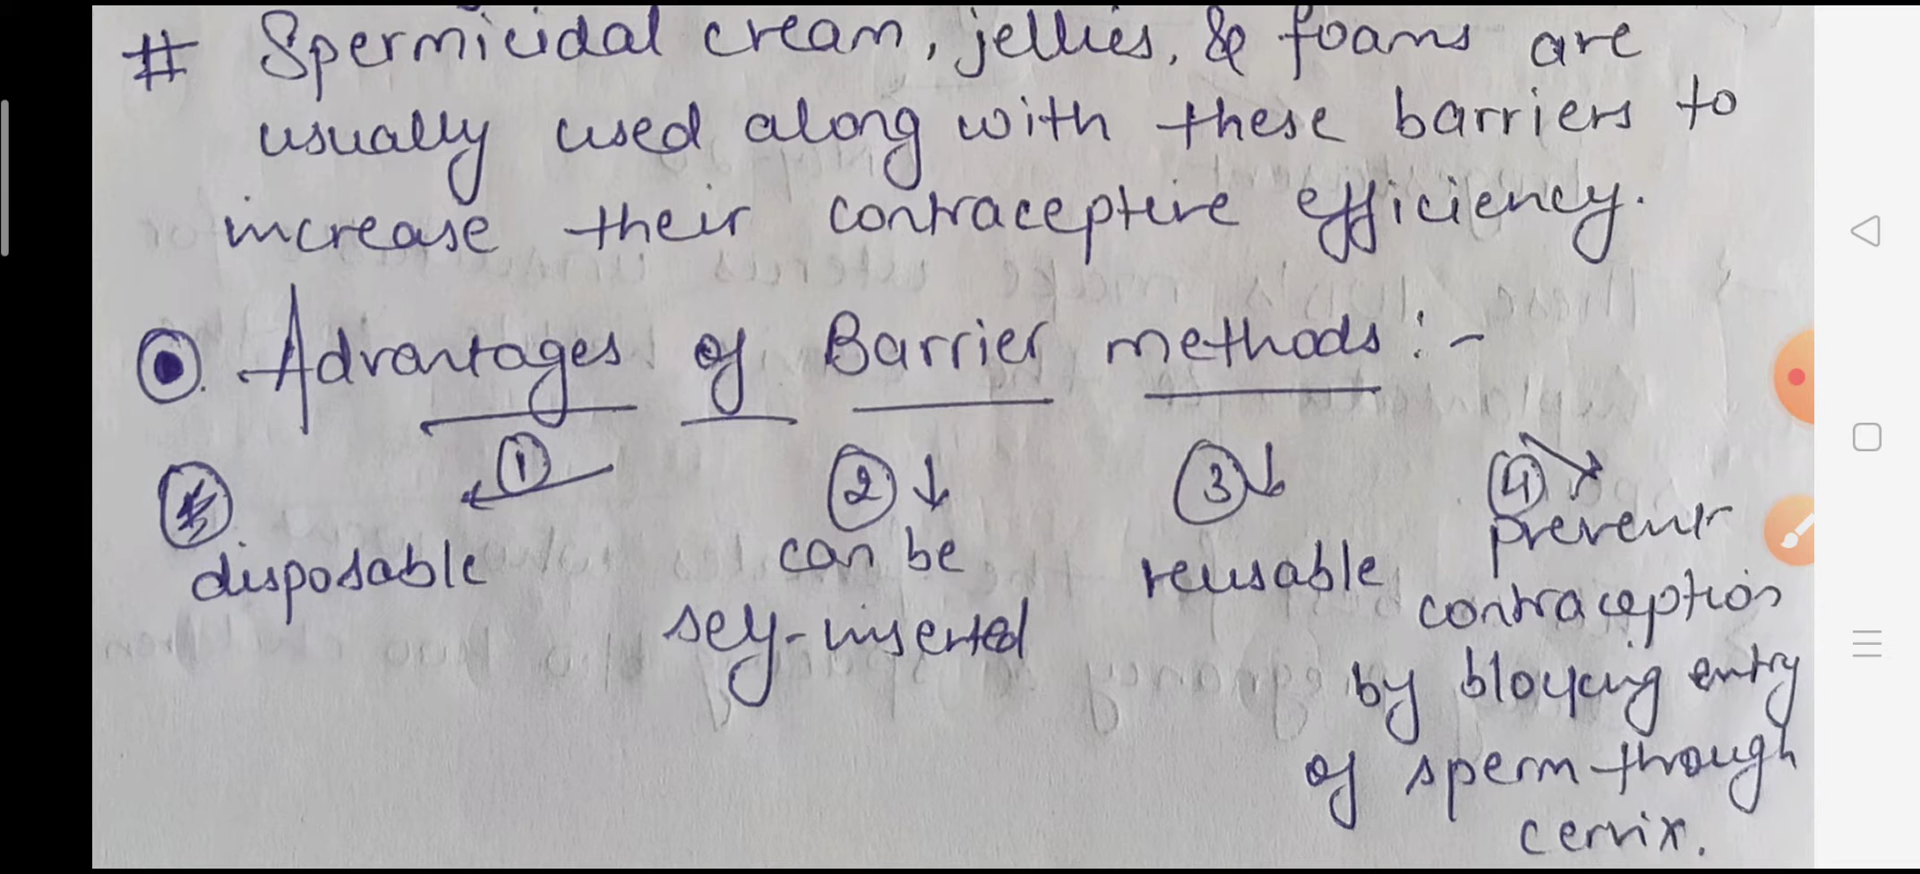 # Spermicidal cream, jellies, & foams are
usually used along with these barriers to
increase their contraceptive efficiency.
Advantages of Barrier methods :-
① ② ↓ ③ ↓ ④
disposable
can be
self-inserted
reusable
prevent
contraception
by blocking entry
of sperm through
cervix.